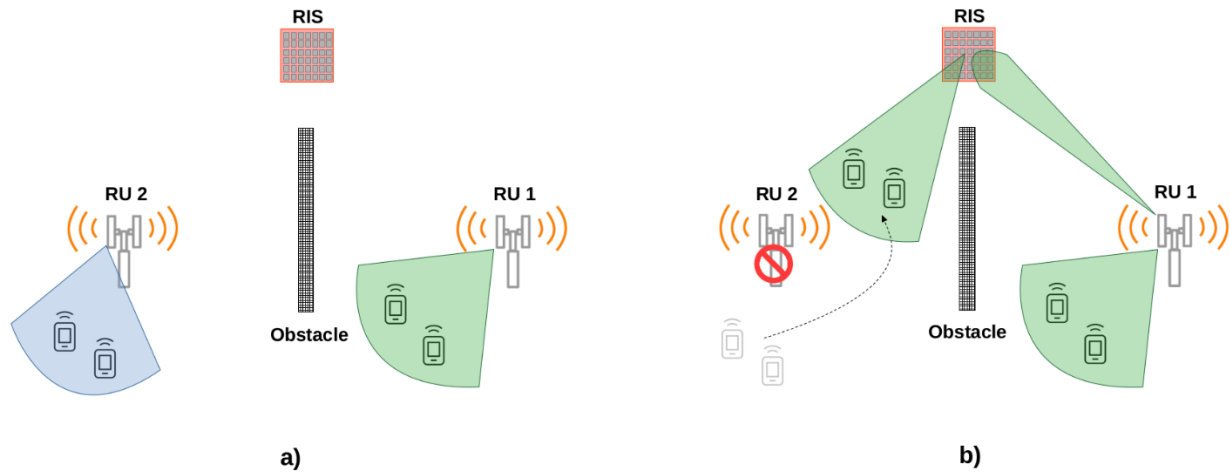 RIS
RU 2
RU 1
Obstacle
a)
RIS
RU 2
RU 1
Obstacle
b)